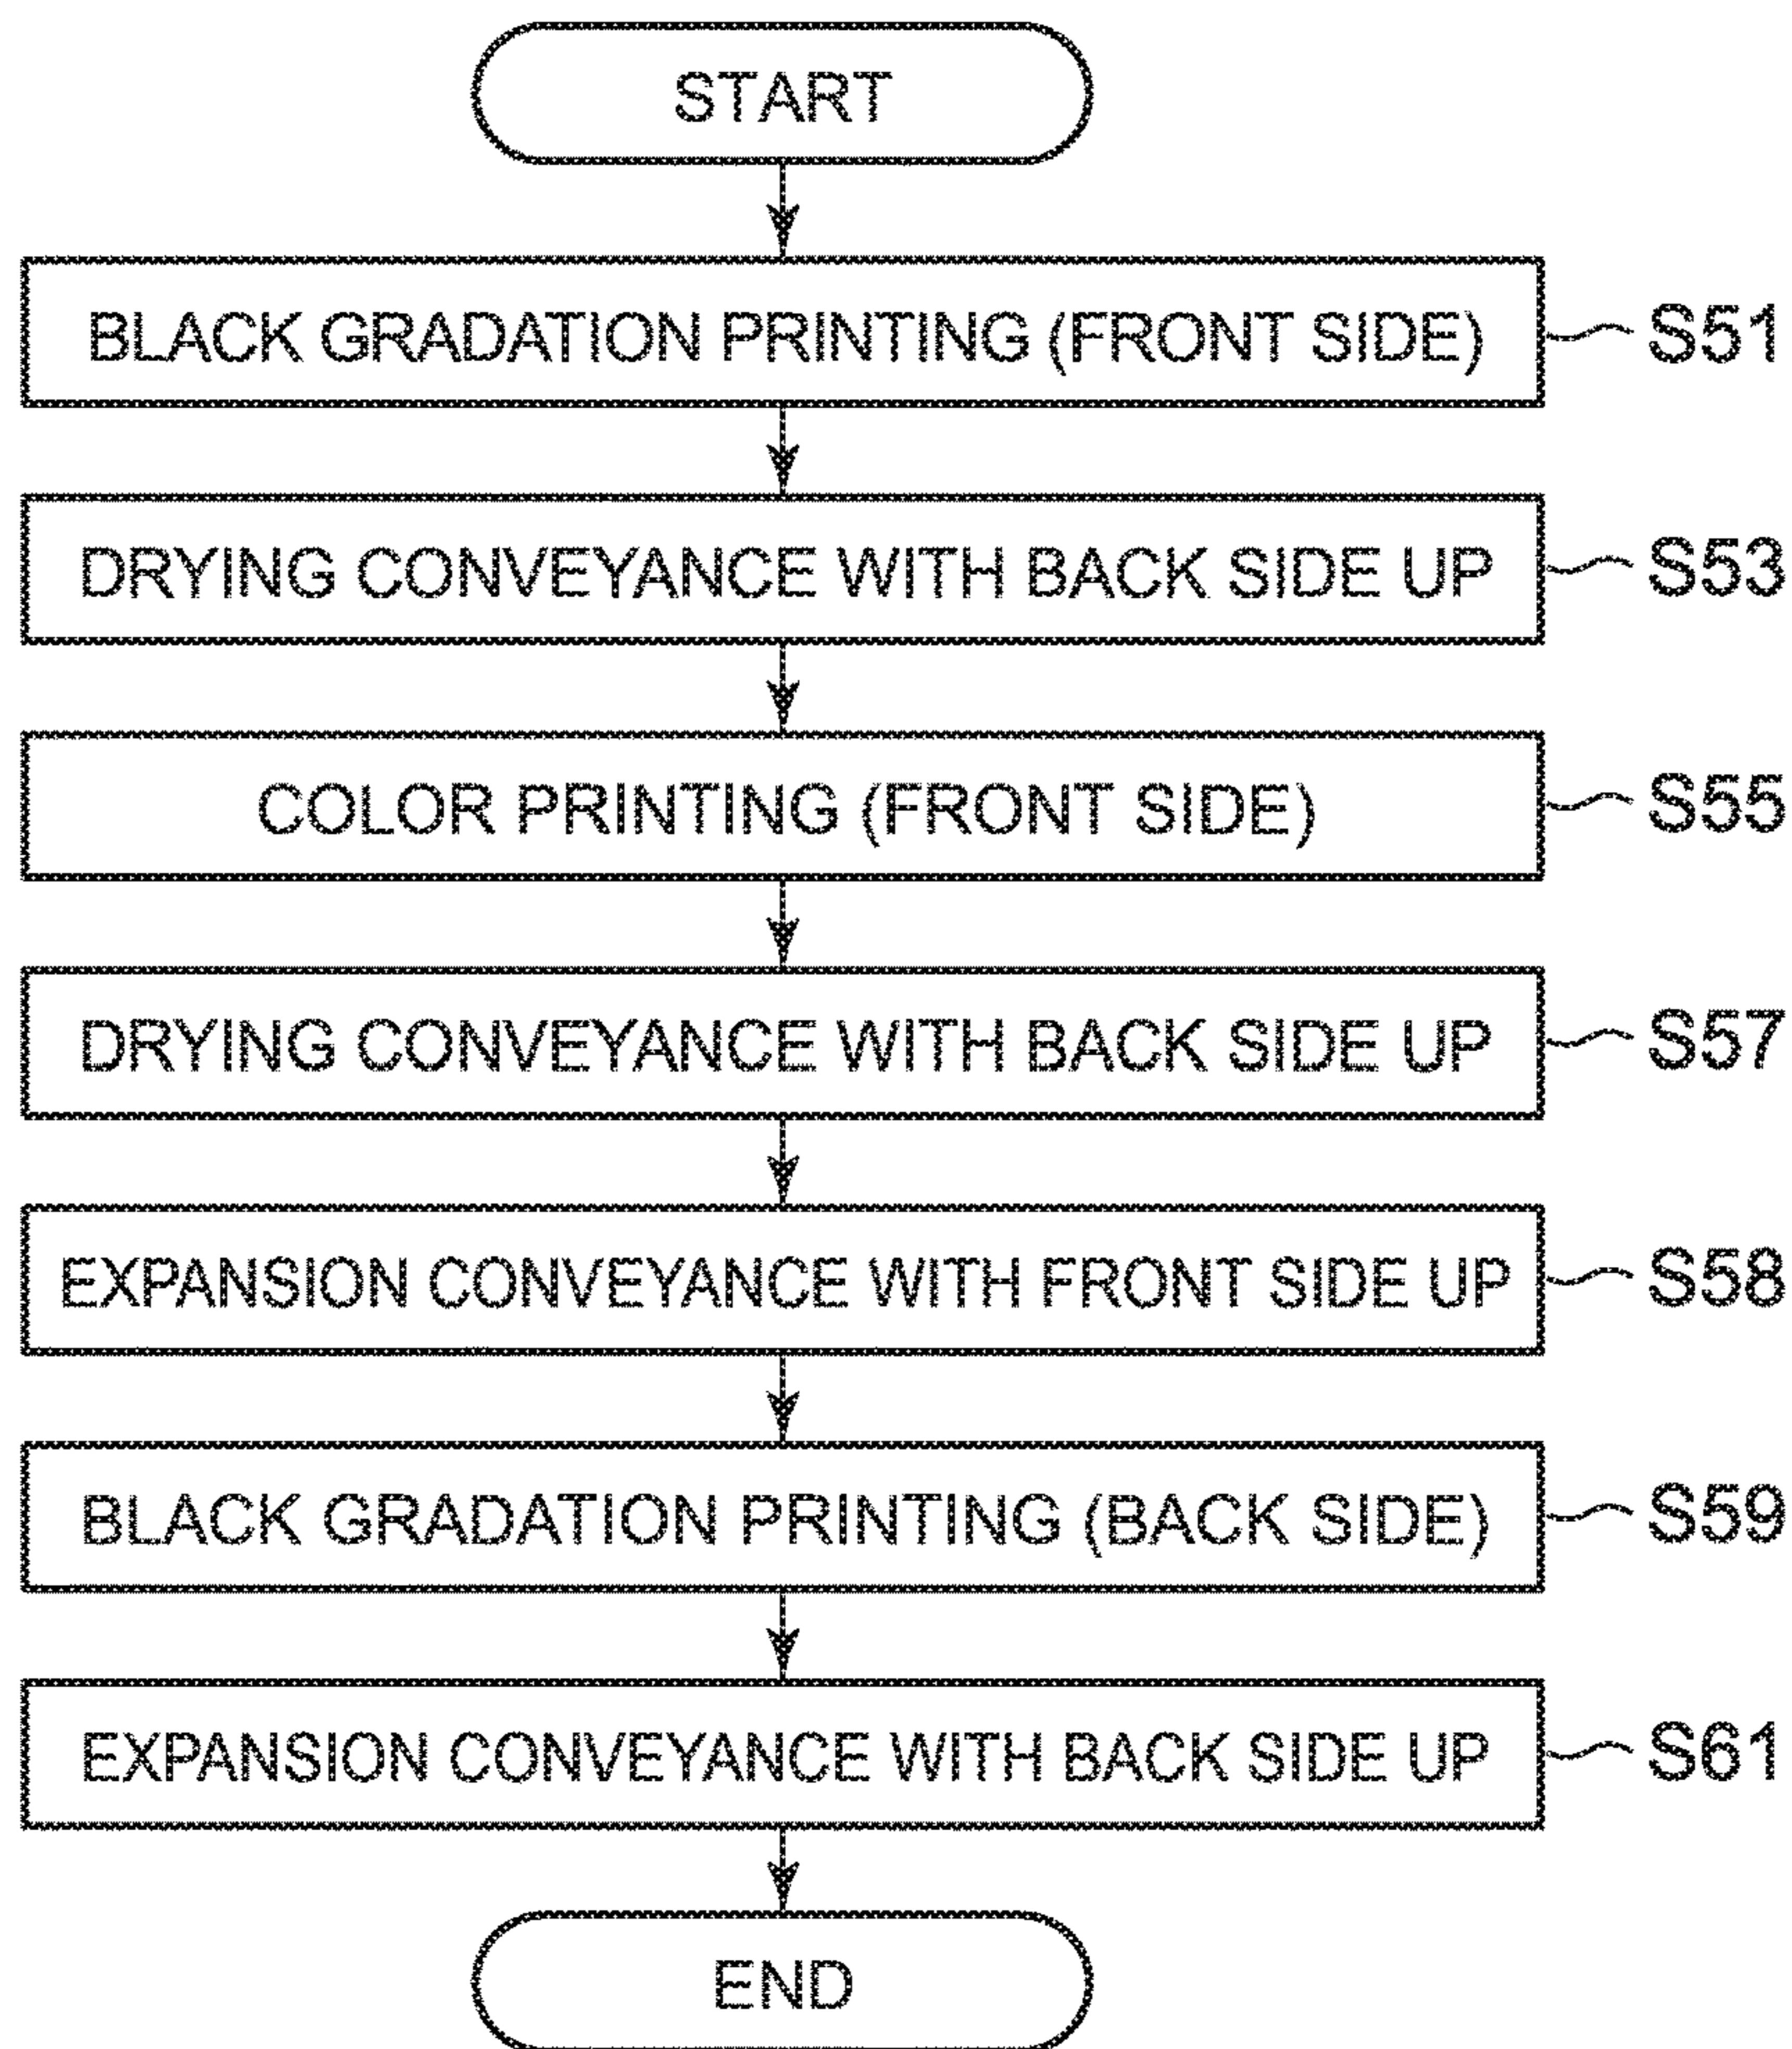 START
BLACK GRADATION PRINTING (FRONT SIDE) S51
DRYING CONVEYANCE WITH BACK SIDE UP S53
COLOR PRINTING (FRONT SIDE) S55
DRYING CONVEYANCE WITH BACK SIDE UP S57
EXPANSION CONVEYANCE WITH FRONT SIDE UP S58
BLACK GRADATION PRINTING (BACK SIDE) S59
EXPANSION CONVEYANCE WITH BACK SIDE UP S61
END